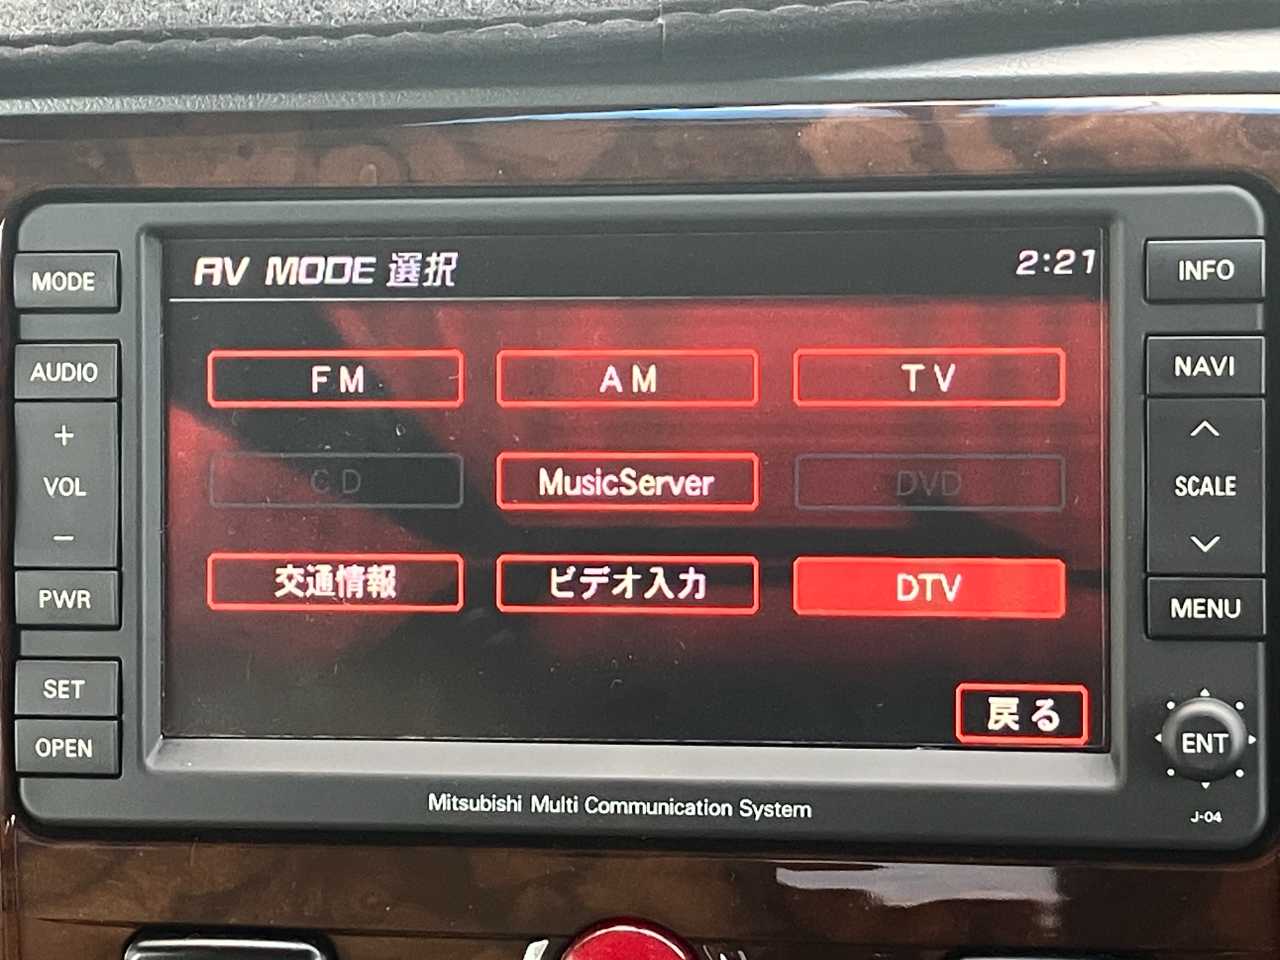 AV MODE 選択
2:21
FM
AM
TV
CD
MusicServer
DVD
交通情報
ビデオ入力
DTV
戻る
MODE
AUDIO
+
VOL
−
PWR
SET
OPEN
INFO
NAVI
SCALE
MENU
ENT
J-04
Mitsubishi Multi Communication System